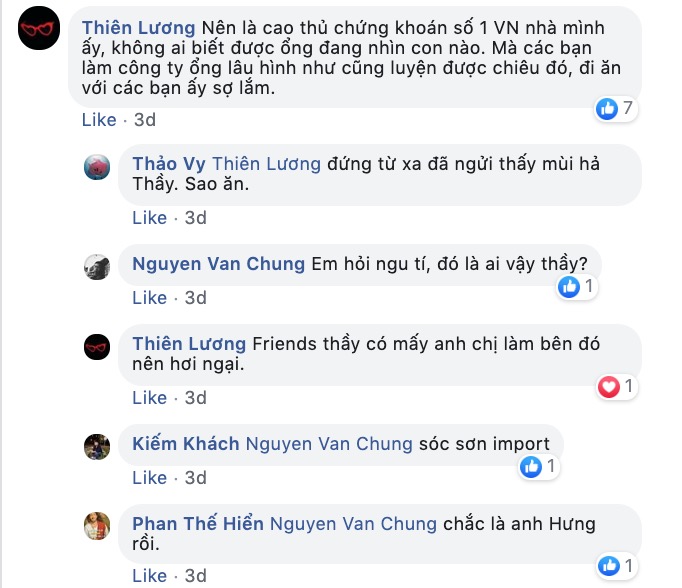 Thiên Lương Nên là cao thủ chứng khoán số 1 VN nhà mình
ấy, không ai biết được ổng đang nhìn con nào. Mà các bạn
làm công ty ổng lâu hình như cũng luyện được chiêu đó, đi ăn
với các bạn ấy sợ lắm.
7
Like · 3d
Thảo Vy Thiên Lương đứng từ xa đã ngửi thấy mùi hả
Thầy. Sao ăn.
Like · 3d
Nguyen Van Chung Em hỏi ngu tí, đó là ai vậy thầy?
1
Like · 3d
Thiên Lương Friends thầy có mấy anh chị làm bên đó
nên hơi ngại.
1
Like · 3d
Kiếm Khách Nguyen Van Chung sóc sơn import
1
Like · 3d
Phan Thế Hiển Nguyen Van Chung chắc là anh Hưng
rồi.
1
Like · 3d